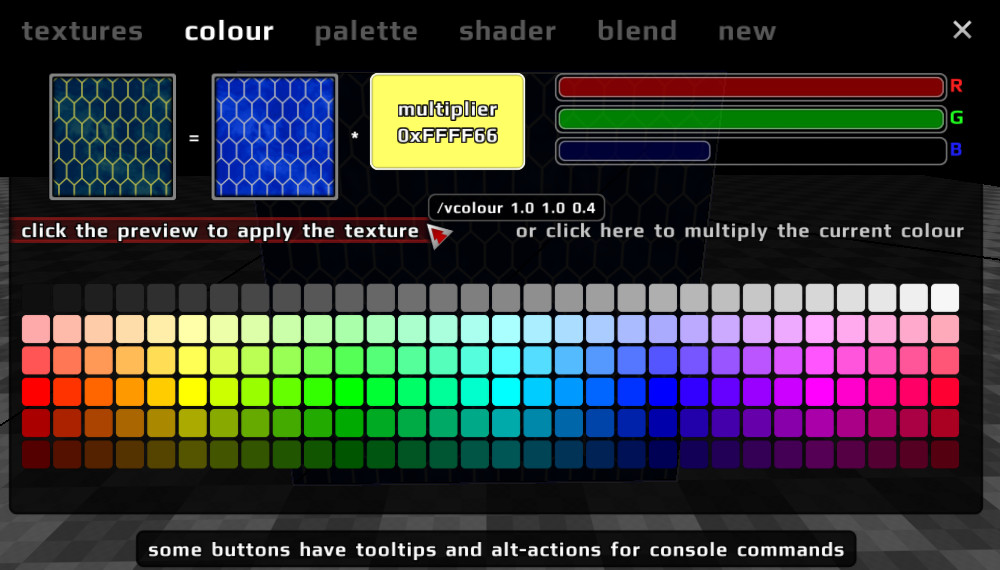 textures colour palette shader blend new ×
= * multiplier R
0xFFFF66 G
B
/vcolour 1.0 1.0 0.4
click the preview to apply the texture or click here to multiply the current colour
some buttons have tooltips and alt-actions for console commands